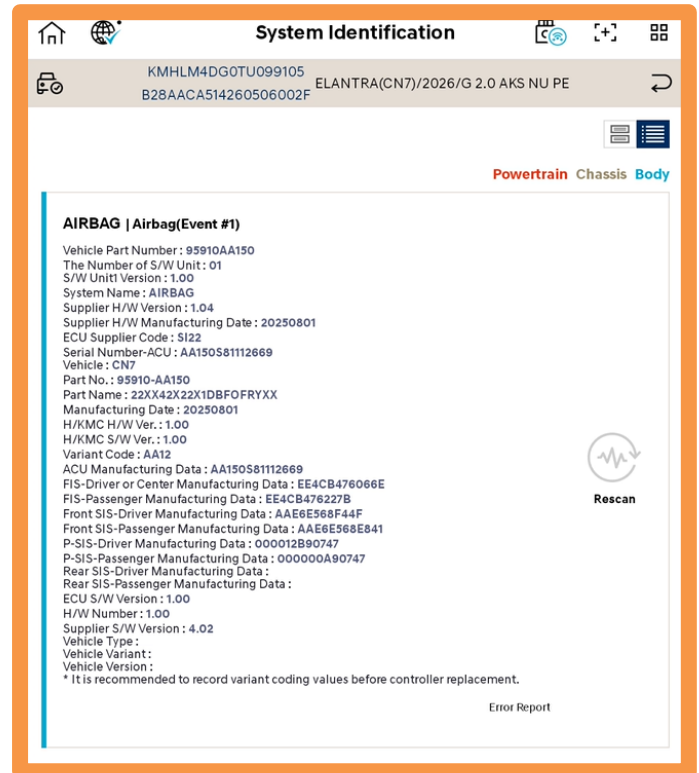 System Identification
KMHLM4DG0TU099105
B28AACA514260506002F
ELANTRA(CN7)/2026/G 2.0 AKS NU PE
Powertrain Chassis Body
AIRBAG | Airbag(Event #1)
Vehicle Part Number : 95910AA150
The Number of S/W Unit : 01
S/W Unit1 Version : 1.00
System Name : AIRBAG
Supplier H/W Version : 1.04
Supplier H/W Manufacturing Date : 20250801
ECU Supplier Code : SI22
Serial Number-ACU : AA150S81112669
Vehicle : CN7
Part No. : 95910-AA150
Part Name : 22XX42X22X1DBFOFRYXX
Manufacturing Date : 20250801
H/KMC H/W Ver. : 1.00
H/KMC S/W Ver. : 1.00
Variant Code : AA12
ACU Manufacturing Data : AA150S81112669
FIS-Driver or Center Manufacturing Data : EE4CB476066E
FIS-Passenger Manufacturing Data : EE4CB476227B
Front SIS-Driver Manufacturing Data : AAE6E568F44F
Front SIS-Passenger Manufacturing Data : AAE6E568E841
P-SIS-Driver Manufacturing Data : 000012B90747
P-SIS-Passenger Manufacturing Data : 000000A90747
Rear SIS-Driver Manufacturing Data :
Rear SIS-Passenger Manufacturing Data :
ECU S/W Version : 1.00
H/W Number : 1.00
Supplier S/W Version : 4.02
Vehicle Type :
Vehicle Variant :
Vehicle Version :
* It is recommended to record variant coding values before controller replacement.
Rescan
Error Report